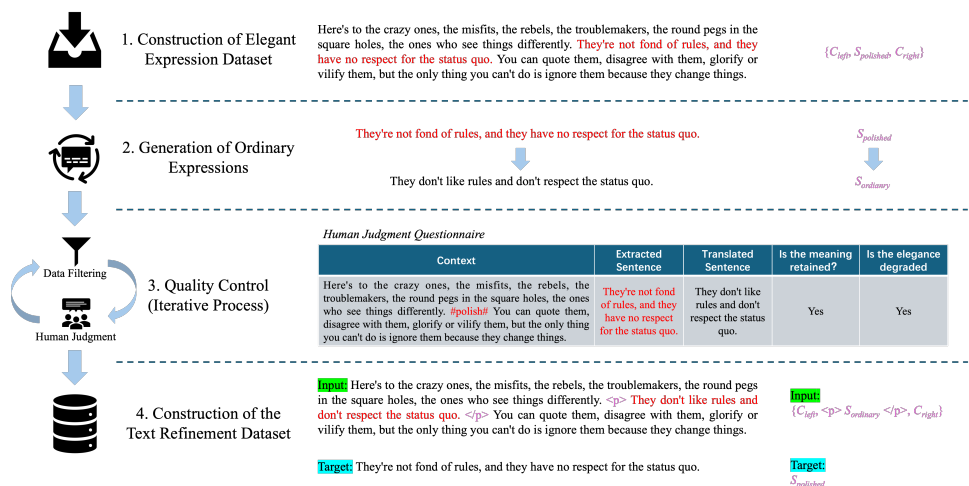 1. Construction of Elegant
Expression Dataset
Here's to the crazy ones, the misfits, the rebels, the troublemakers, the round pegs in the
square holes, the ones who see things differently. They're not fond of rules, and they
have no respect for the status quo. You can quote them, disagree with them, glorify or
vilify them, but the only thing you can't do is ignore them because they change things.
{C_left, S_polished, C_right}
2. Generation of Ordinary
Expressions
They're not fond of rules, and they have no respect for the status quo.
They don't like rules and don't respect the status quo.
S_polished
S_ordianry
Data Filtering
Human Judgment
3. Quality Control
(Iterative Process)
Human Judgment Questionnaire
Context
Extracted
Sentence
Translated
Sentence
Is the meaning
retained?
Is the elegance
degraded
Here's to the crazy ones, the misfits, the rebels, the
troublemakers, the round pegs in the square holes, the ones
who see things differently. #polish# You can quote them,
disagree with them, glorify or vilify them, but the only thing
you can't do is ignore them because they change things.
They're not fond
of rules, and they
have no respect
for the status quo.
They don't like
rules and don't
respect the status
quo.
Yes
Yes
4. Construction of the
Text Refinement Dataset
Input: Here's to the crazy ones, the misfits, the rebels, the troublemakers, the round pegs
in the square holes, the ones who see things differently. <p> They don't like rules and
don't respect the status quo. </p> You can quote them, disagree with them, glorify or
vilify them, but the only thing you can't do is ignore them because they change things.
Target: They're not fond of rules, and they have no respect for the status quo.
Input:
{C_left, <p> S_ordinary </p>, C_right}
Target:
S_polished